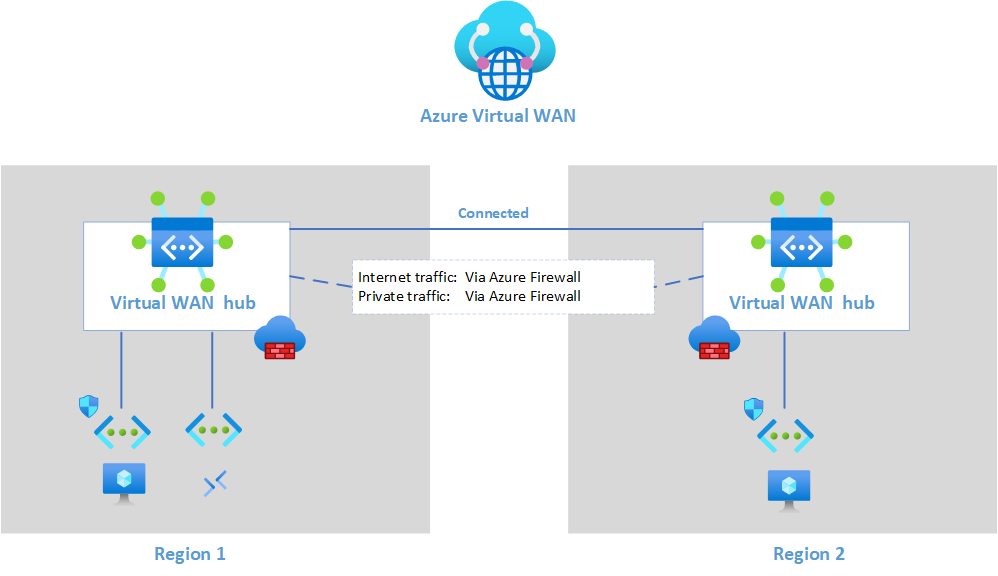 Azure Virtual WAN
Connected
Internet traffic: Via Azure Firewall
Private traffic: Via Azure Firewall
Virtual WAN hub
Virtual WAN hub
Region 1
Region 2